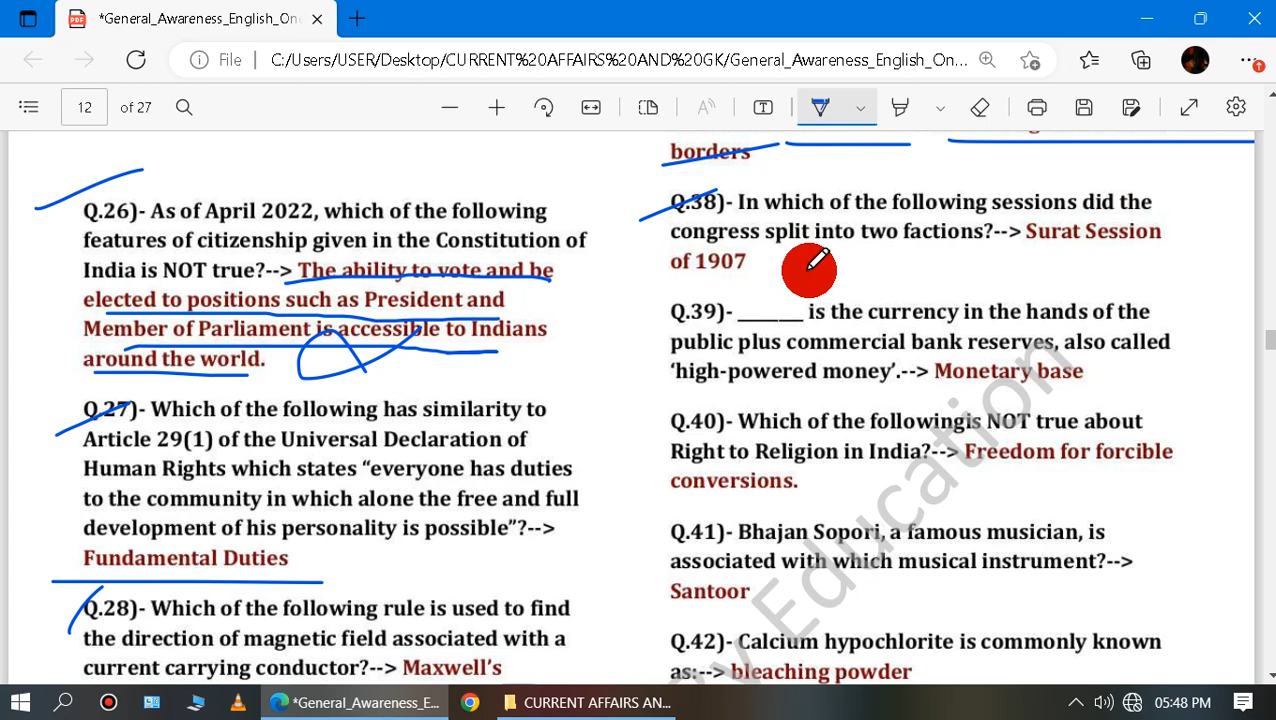 *General_Awareness_English_On
File
C:/Users/USER/Desktop/CURRENT%20AFFAIRS%20AND%20GK/General_Awareness_English_On...
12
of 27
Q.26)- As of April 2022, which of the following
features of citizenship given in the Constitution of
India is NOT true?--> The ability to vote and be
elected to positions such as President and
Member of Parliament is accessible to Indians
around the world.
Q.27)- Which of the following has similarity to
Article 29(1) of the Universal Declaration of
Human Rights which states “everyone has duties
to the community in which alone the free and full
development of his personality is possible”?-->
Fundamental Duties
Q.28)- Which of the following rule is used to find
the direction of magnetic field associated with a
current carrying conductor?--> Maxwell’s
borders
Q.38)- In which of the following sessions did the
congress split into two factions?--> Surat Session
of 1907
Q.39)- ______ is the currency in the hands of the
public plus commercial bank reserves, also called
‘high-powered money’.--> Monetary base
Q.40)- Which of the followingis NOT true about
Right to Religion in India?--> Freedom for forcible
conversions.
Q.41)- Bhajan Sopori, a famous musician, is
associated with which musical instrument?-->
Santoor
Q.42)- Calcium hypochlorite is commonly known
as:--> bleaching powder
Education
*General_Awareness_E...
CURRENT AFFAIRS AN...
05:48 PM